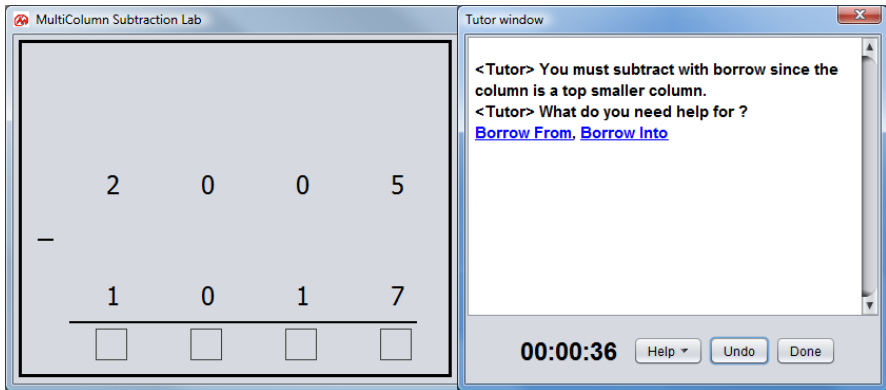 MultiColumn Subtraction Lab
2 0 0 5
−
1 0 1 7
Tutor window
<Tutor> You must subtract with borrow since the
column is a top smaller column.
<Tutor> What do you need help for ?
Borrow From, Borrow Into
00:00:36 Help Undo Done